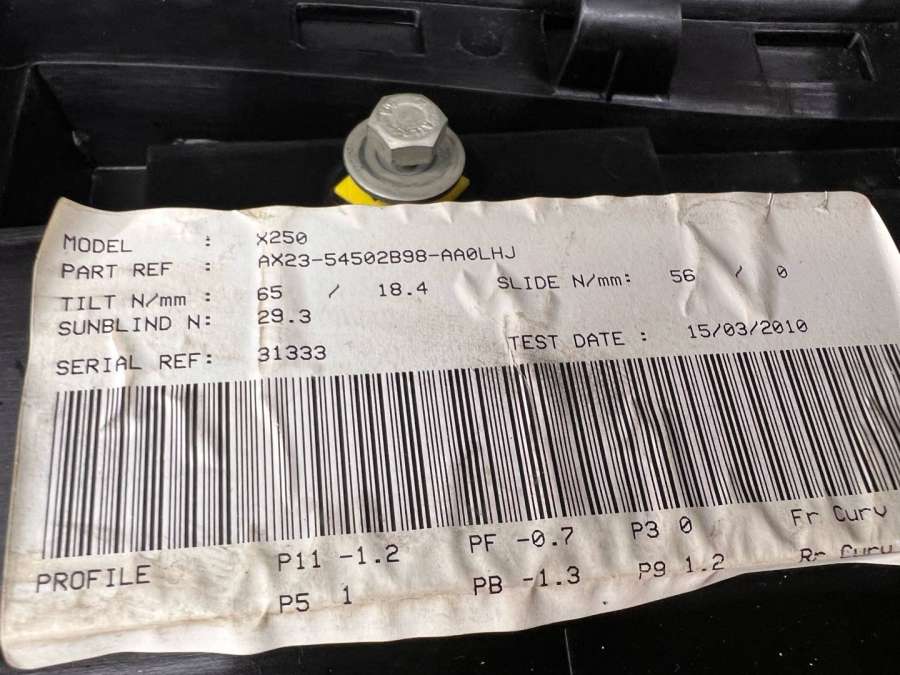 MODEL : X250
PART REF : AX23-54502B98-AA0LHJ
TILT N/mm : 65 / 18.4 SLIDE N/mm: 56 / 0
SUNBLIND N: 29.3
SERIAL REF: 31333 TEST DATE : 15/03/2010
PROFILE P11 -1.2 PF -0.7 P3 0 Fr Curv
P5 1 PB -1.3 P9 1.2 Rr Curv